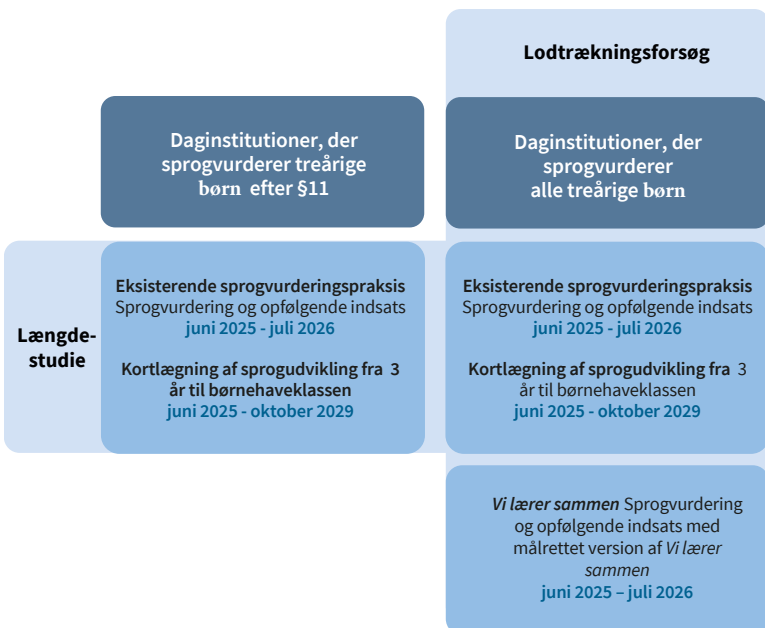 Lodtrækningsforsøg
Daginstitutioner, der
sprogvurderer treårige
børn efter §11
Daginstitutioner, der
sprogvurderer
alle treårige børn
Længde-
studie
Eksisterende sprogvurderingspraksis
Sprogvurdering og opfølgende indsats
juni 2025 - juli 2026
Kortlægning af sprogudvikling fra 3
år til børnehaveklassen
juni 2025 - oktober 2029
Eksisterende sprogvurderingspraksis
Sprogvurdering og opfølgende indsats
juni 2025 - juli 2026
Kortlægning af sprogudvikling fra 3
år til børnehaveklassen
juni 2025 - oktober 2029
Vi lærer sammen Sprogvurdering
og opfølgende indsats med
målrettet version af Vi lærer
sammen
juni 2025 – juli 2026